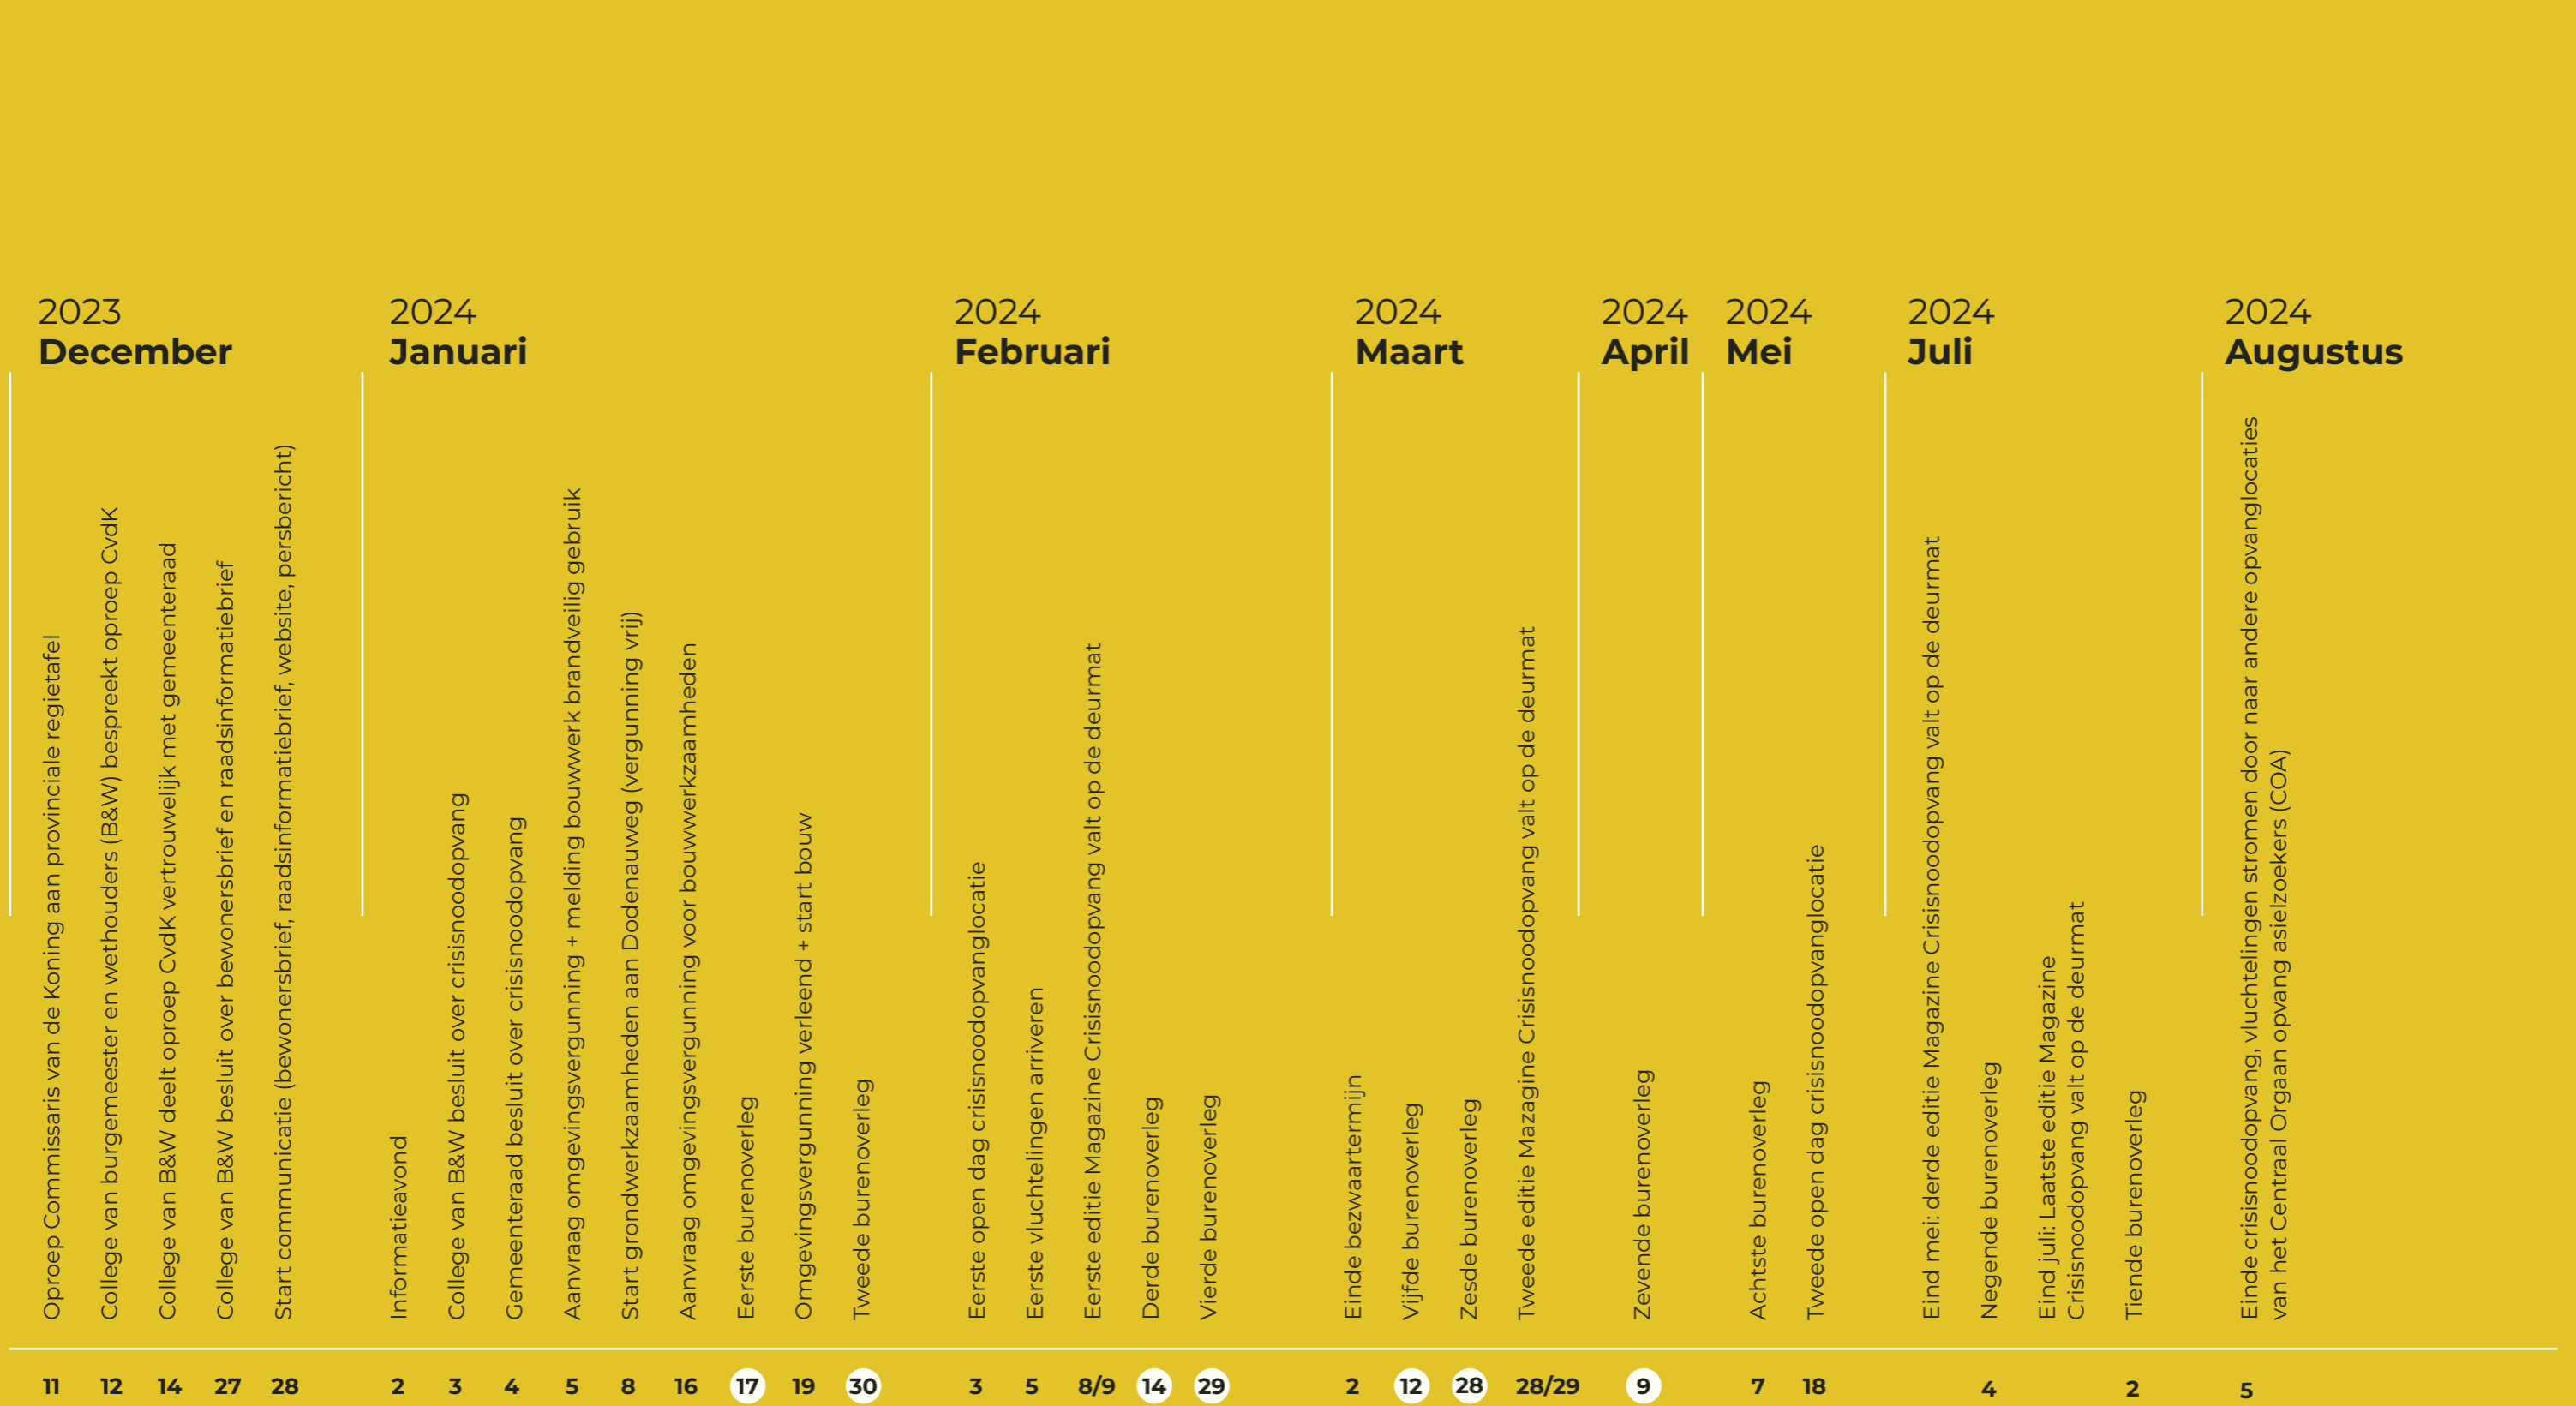 2023
December
11 Oproep Commissaris van de Koning aan provinciale regietafel
12 College van burgemeester en wethouders (B&W) bespreekt oproep CvdK
14 College van B&W deelt oproep CvdK vertrouwelijk met gemeenteraad
27 College van B&W besluit over bewonersbrief en raadsinformatiebrief
28 Start communicatie (bewonersbrief, raadsinformatiebrief, website, persbericht)
2024
Januari
2 Informatieavond
3 College van B&W besluit over crisisnoodopvang
4 Gemeenteraad besluit over crisisnoodopvang
5 Aanvraag omgevingsvergunning + melding bouwwerk brandveilig gebruik
8 Start grondwerkzaamheden aan Dodenauweg (vergunning vrij)
16 Aanvraag omgevingsvergunning voor bouwwerkzaamheden
17 Eerste burenoverleg
19 Omgevingsvergunning verleend + start bouw
30 Tweede burenoverleg
2024
Februari
3 Eerste open dag crisisnoodopvanglocatie
5 Eerste vluchtelingen arriveren
8/9 Eerste editie Magazine Crisisnoodopvang valt op de deurmat
14 Derde burenoverleg
29 Vierde burenoverleg
2024
Maart
2 Einde bezwaartermijn
12 Vijfde burenoverleg
28 Zesde burenoverleg
28/29 Tweede editie Mazagine Crisisnoodopvang valt op de deurmat
2024
April
9 Zevende burenoverleg
2024
Mei
7 Achtste burenoverleg
18 Tweede open dag crisisnoodopvanglocatie
2024
Juli
Eind mei: derde editie Magazine Crisisnoodopvang valt op de deurmat
4 Negende burenoverleg
Eind juli: Laatste editie Magazine
Crisisnoodopvang valt op de deurmat
2 Tiende burenoverleg
2024
Augustus
5 Einde crisisnoodopvang, vluchtelingen stromen door naar andere opvanglocaties
van het Centraal Orgaan opvang asielzoekers (COA)